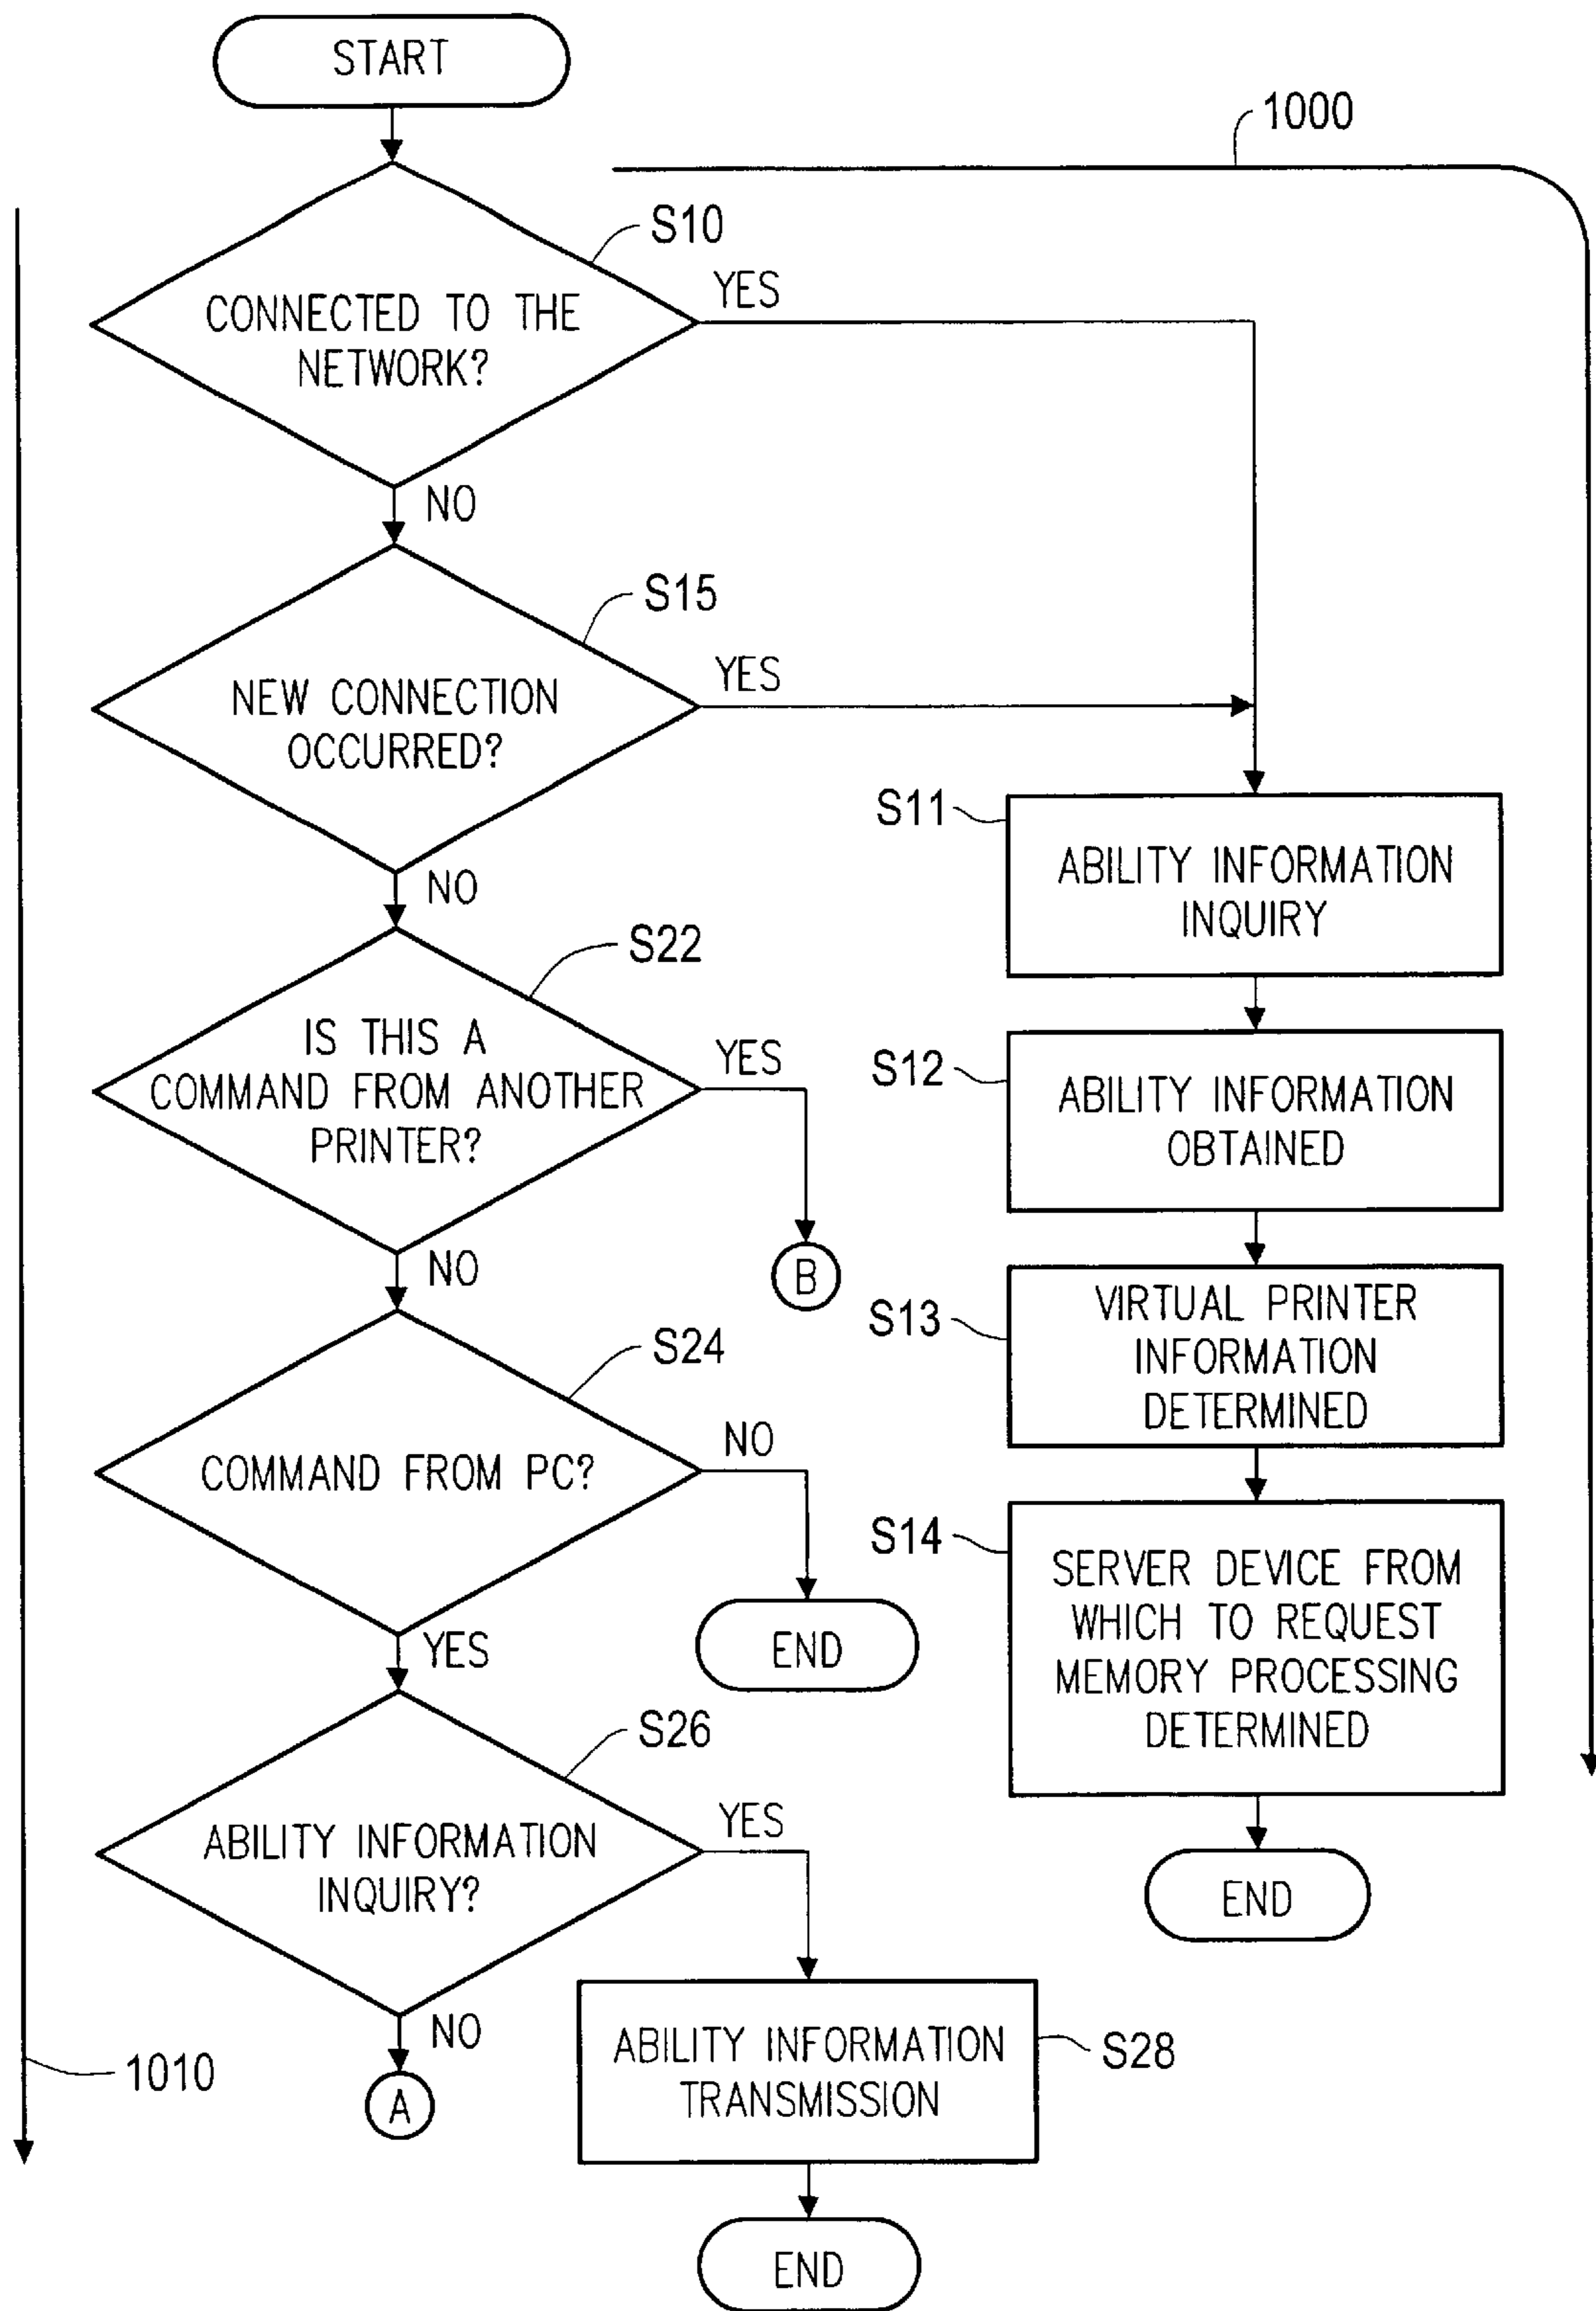 START
1000
S10
CONNECTED TO THE
NETWORK?
YES
NO
S15
NEW CONNECTION
OCCURRED?
YES
NO
S11
ABILITY INFORMATION
INQUIRY
S22
IS THIS A
COMMAND FROM ANOTHER
PRINTER?
YES
NO
B
S12
ABILITY INFORMATION
OBTAINED
S13
VIRTUAL PRINTER
INFORMATION
DETERMINED
S24
COMMAND FROM PC?
NO
END
YES
S14
SERVER DEVICE FROM
WHICH TO REQUEST
MEMORY PROCESSING
DETERMINED
END
S26
ABILITY INFORMATION
INQUIRY?
YES
NO
A
1010
ABILITY INFORMATION
TRANSMISSION
S28
END